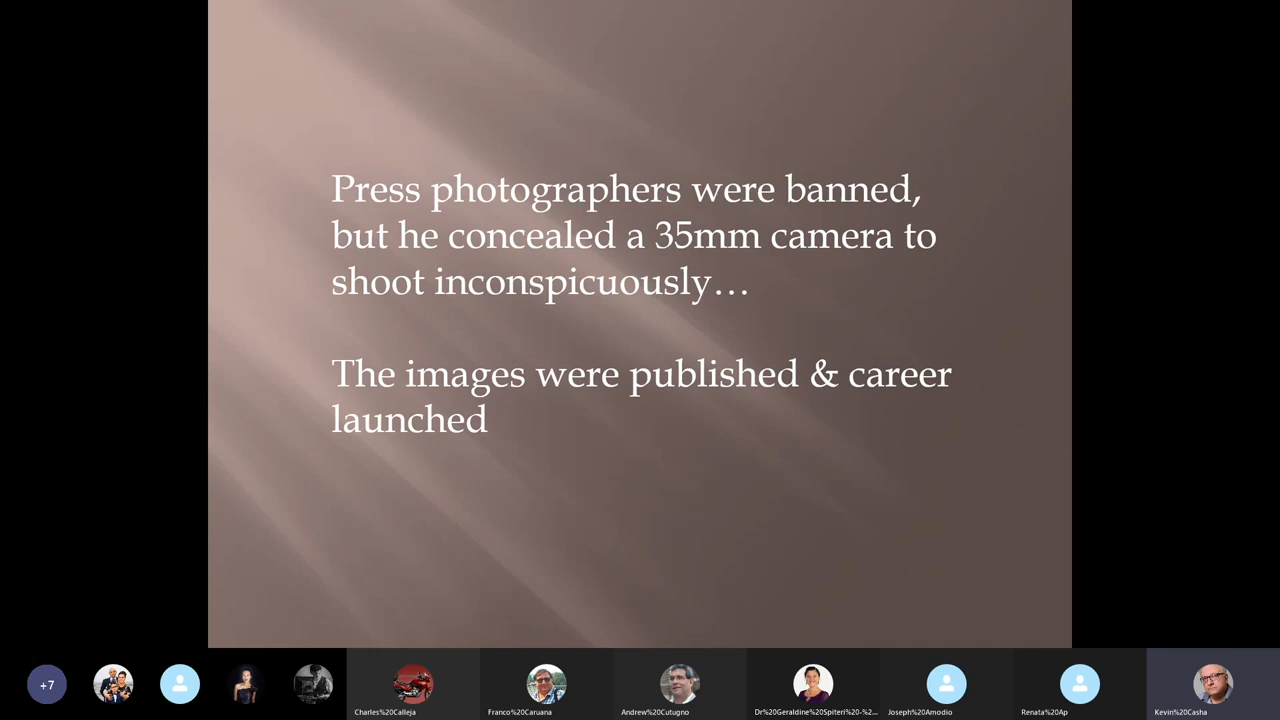 Press photographers were banned,
but he concealed a 35mm camera to
shoot inconspicuously…
The images were published & career
launched
+7
Charles%20Calleja
Franco%20Caruana
Andrew%20Cutugno
Dr%20Geraldine%20Spiteri%20-%2...
Joseph%20Amodio
Renata%20Ap
Kevin%20Casha